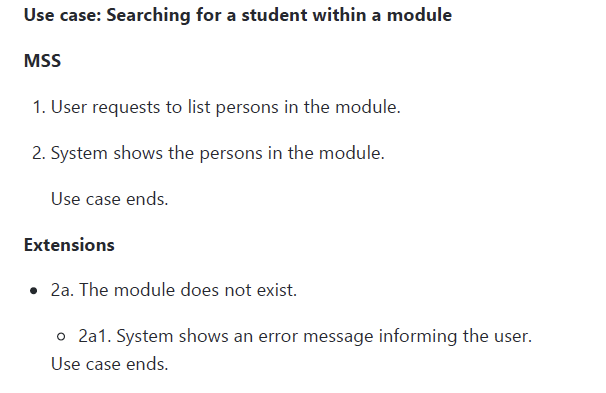 Use case: Searching for a student within a module
MSS
1. User requests to list persons in the module.
2. System shows the persons in the module.
Use case ends.
Extensions
• 2a. The module does not exist.
○ 2a1. System shows an error message informing the user.
Use case ends.